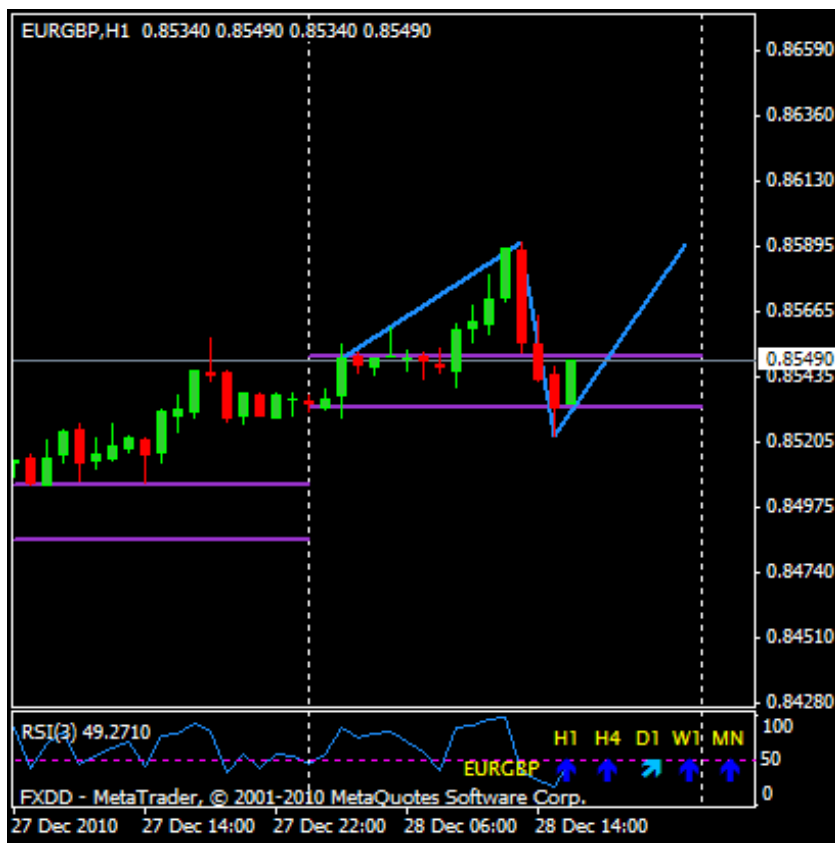 EURGBP,H1 0.85340 0.85490 0.85340 0.85490
0.86590
0.86360
0.86130
0.85895
0.85665
0.85490
0.85435
0.85205
0.84975
0.84740
0.84510
0.84280
RSI(3) 49.2710
H1 H4 D1 W1 MN
EURGBP
100
50
0
FXDD - MetaTrader, © 2001-2010 MetaQuotes Software Corp.
27 Dec 2010 27 Dec 14:00 27 Dec 22:00 28 Dec 06:00 28 Dec 14:00